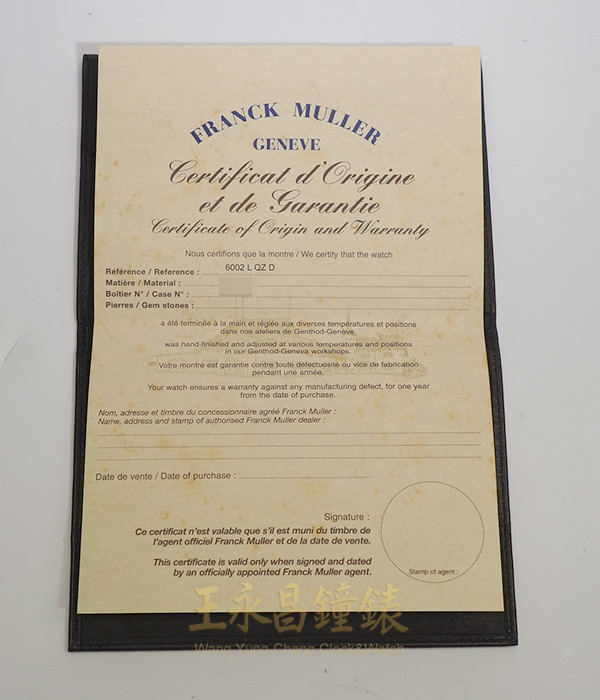 FRANCK MULLER
GENEVE
Certificat d'Origine
et de Garantie
Certificate of Origin and Warranty
Nous certifions que la montre / We certify that the watch
Référence / Reference : 6002 L QZ D
Matière / Material :
Boîtier N° / Case N° :
Pierres / Gem stones :
a été terminée à la main et réglée aux diverses températures et positions
dans nos ateliers de Genthod-Genève.
was hand-finished and adjusted at various temperatures and positions
in our Genthod-Geneva workshops.
Votre montre est garantie contre toute défectuosité ou vice de fabrication
pendant une année.
Your watch ensures a warranty against any manufacturing defect, for one year
from the date of purchase.
Nom, adresse et timbre du concessionnaire agréé Franck Muller :
Name, address and stamp of authorised Franck Muller dealer :
Date de vente / Date of purchase :
Signature :
Ce certificat n'est valable que s'il est muni du timbre de
l'agent officiel Franck Muller et de la date de vente.
This certificate is valid only when signed and dated
by an officially appointed Franck Muller agent.
Stamp of agent :
王永昌鐘錶
Wang Yung Chang Clock&Watch